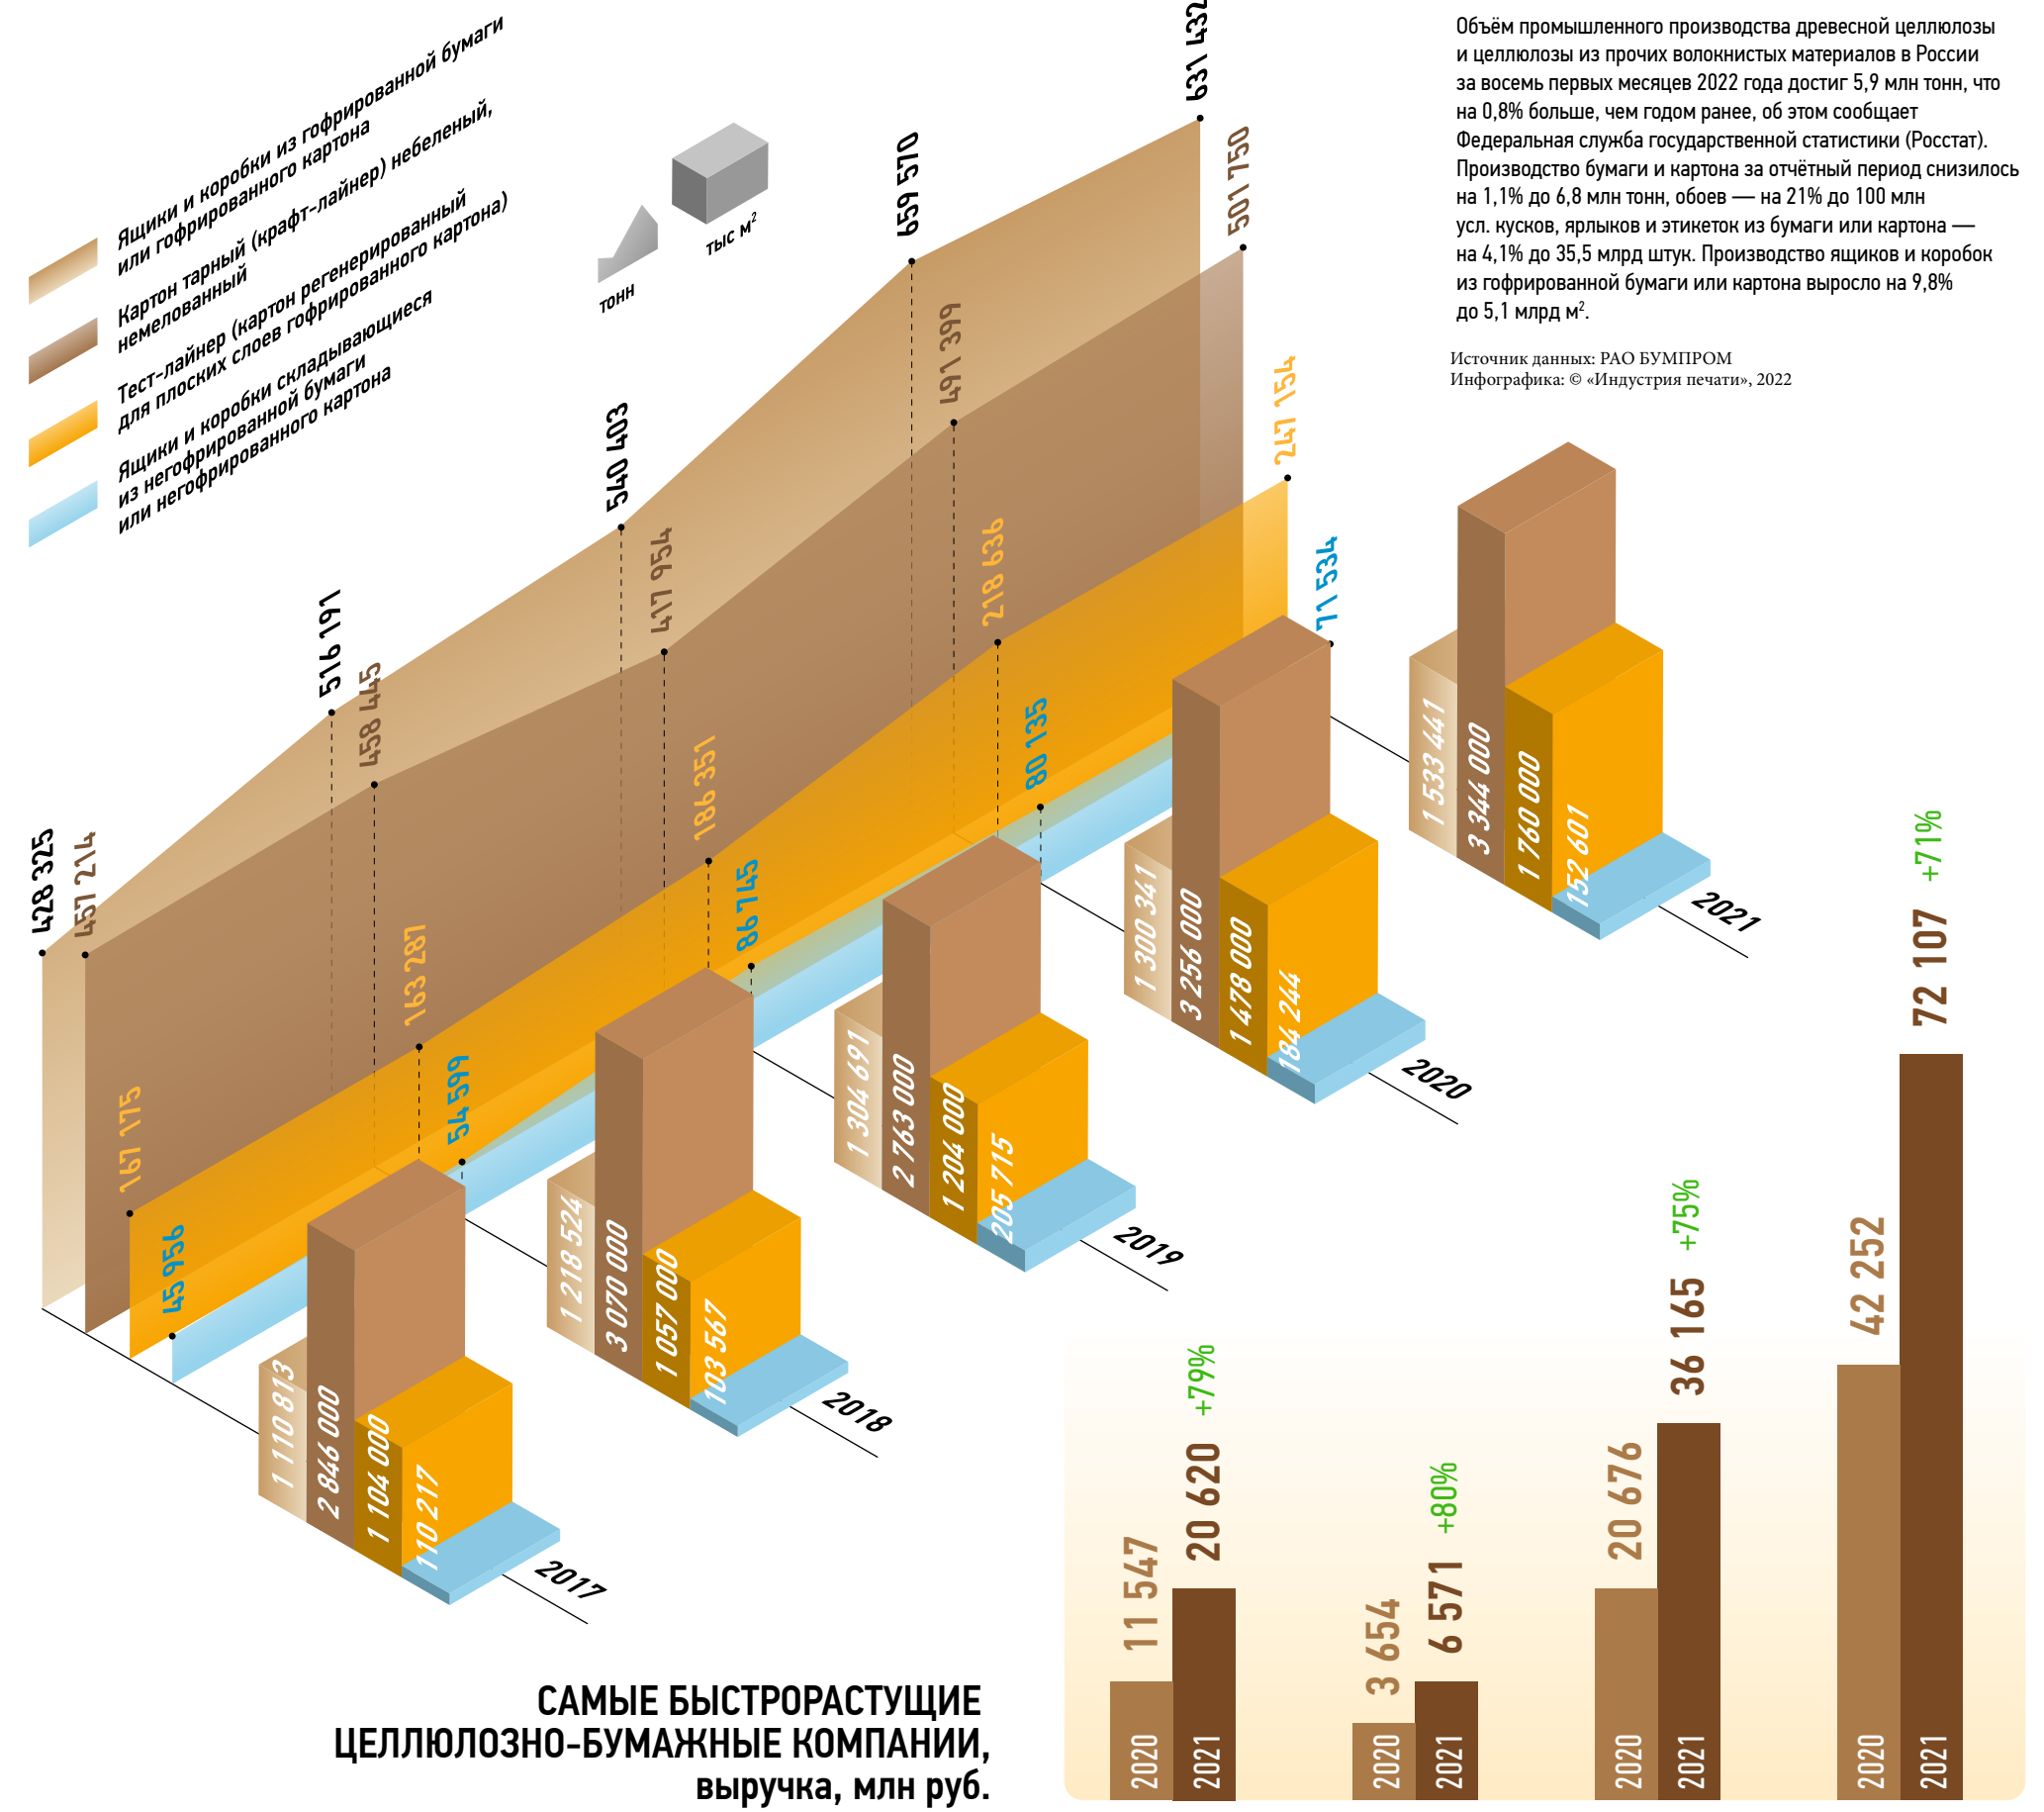 Ящики и коробки из гофрированной бумаги
или гофрированного картона
Картон тарный (крафт-лайнер) небеленый,
немелованный
Тест-лайнер (картон регенерированный
для плоских слоев гофрированного картона)
Ящики и коробки складывающиеся
из негофрированной бумаги
или негофрированного картона
тонн
тыс м²
Объём промышленного производства древесной целлюлозы
и целлюлозы из прочих волокнистых материалов в России
за восемь первых месяцев 2022 года достиг 5,9 млн тонн, что
на 0,8% больше, чем годом ранее, об этом сообщает
Федеральная служба государственной статистики (Росстат).
Производство бумаги и картона за отчётный период снизилось
на 1,1% до 6,8 млн тонн, обоев — на 21% до 100 млн
усл. кусков, ярлыков и этикеток из бумаги или картона —
на 4,1% до 35,5 млрд штук. Производство ящиков и коробок
из гофрированной бумаги или картона выросло на 9,8%
до 5,1 млрд м².
Источник данных: РАО БУМПРОМ
Инфографика: © «Индустрия печати», 2022
428 325
516 191
540 403
659 570
631 432
457 214
458 445
417 954
491 399
501 750
167 175
163 287
186 351
218 636
247 154
45 956
54 599
86 745
80 135
71 534
1 110 813
2 846 000
1 104 000
110 217
2017
1 218 524
3 070 000
1 057 000
103 567
2018
1 304 691
2 763 000
1 204 000
205 715
2019
1 300 341
3 256 000
1 478 000
184 244
2020
1 533 441
3 344 000
1 760 000
152 601
2021
САМЫЕ БЫСТРОРАСТУЩИЕ
ЦЕЛЛЮЛОЗНО-БУМАЖНЫЕ КОМПАНИИ,
выручка, млн руб.
2020
11 547
2021
20 620
+79%
2020
3 654
2021
6 571
+80%
2020
20 676
2021
36 165
+75%
2020
42 252
2021
72 107
+71%